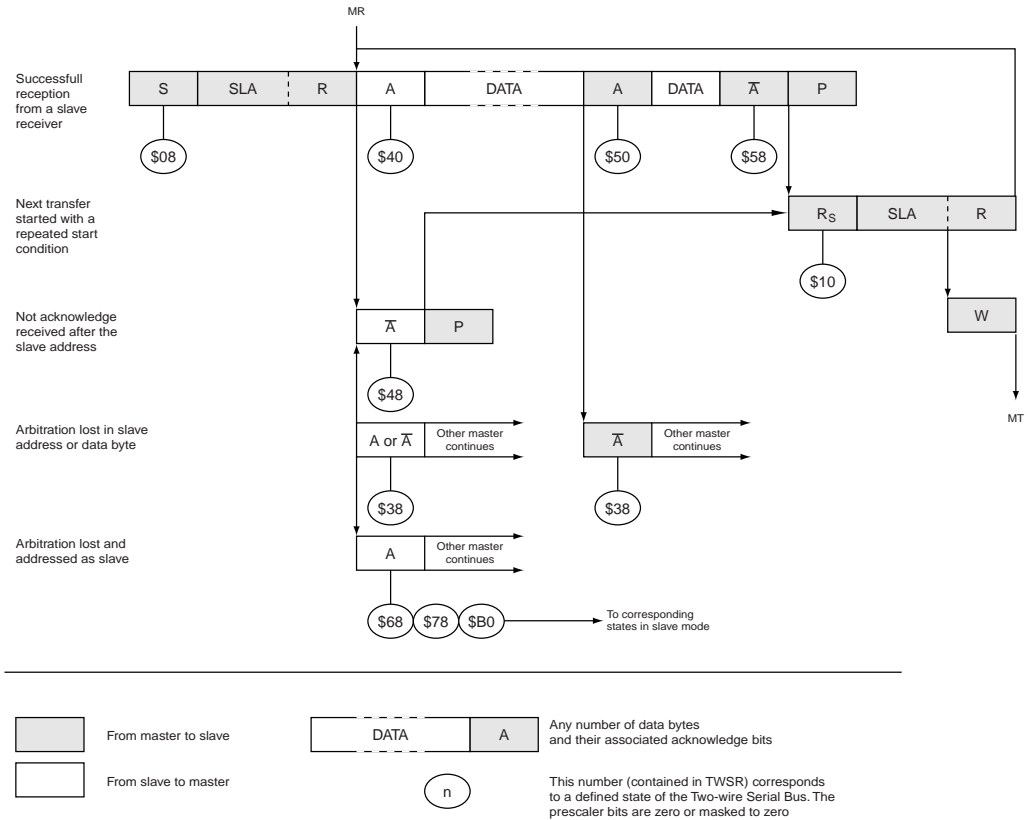 MR
Successfull
reception
from a slave
receiver
S SLA R A DATA A DATA A̅ P
$08 $40 $50 $58
Next transfer
started with a
repeated start
condition
RS SLA R
$10
Not acknowledge
received after the
slave address
A̅ P
W
$48
MT
Arbitration lost in slave
address or data byte
A or A̅
Other master
continues
A̅
Other master
continues
$38 $38
Arbitration lost and
addressed as slave
A
Other master
continues
$68 $78 $B0
To corresponding
states in slave mode
From master to slave
DATA A
Any number of data bytes
and their associated acknowledge bits
From slave to master
n
This number (contained in TWSR) corresponds
to a defined state of the Two-wire Serial Bus. The
prescaler bits are zero or masked to zero